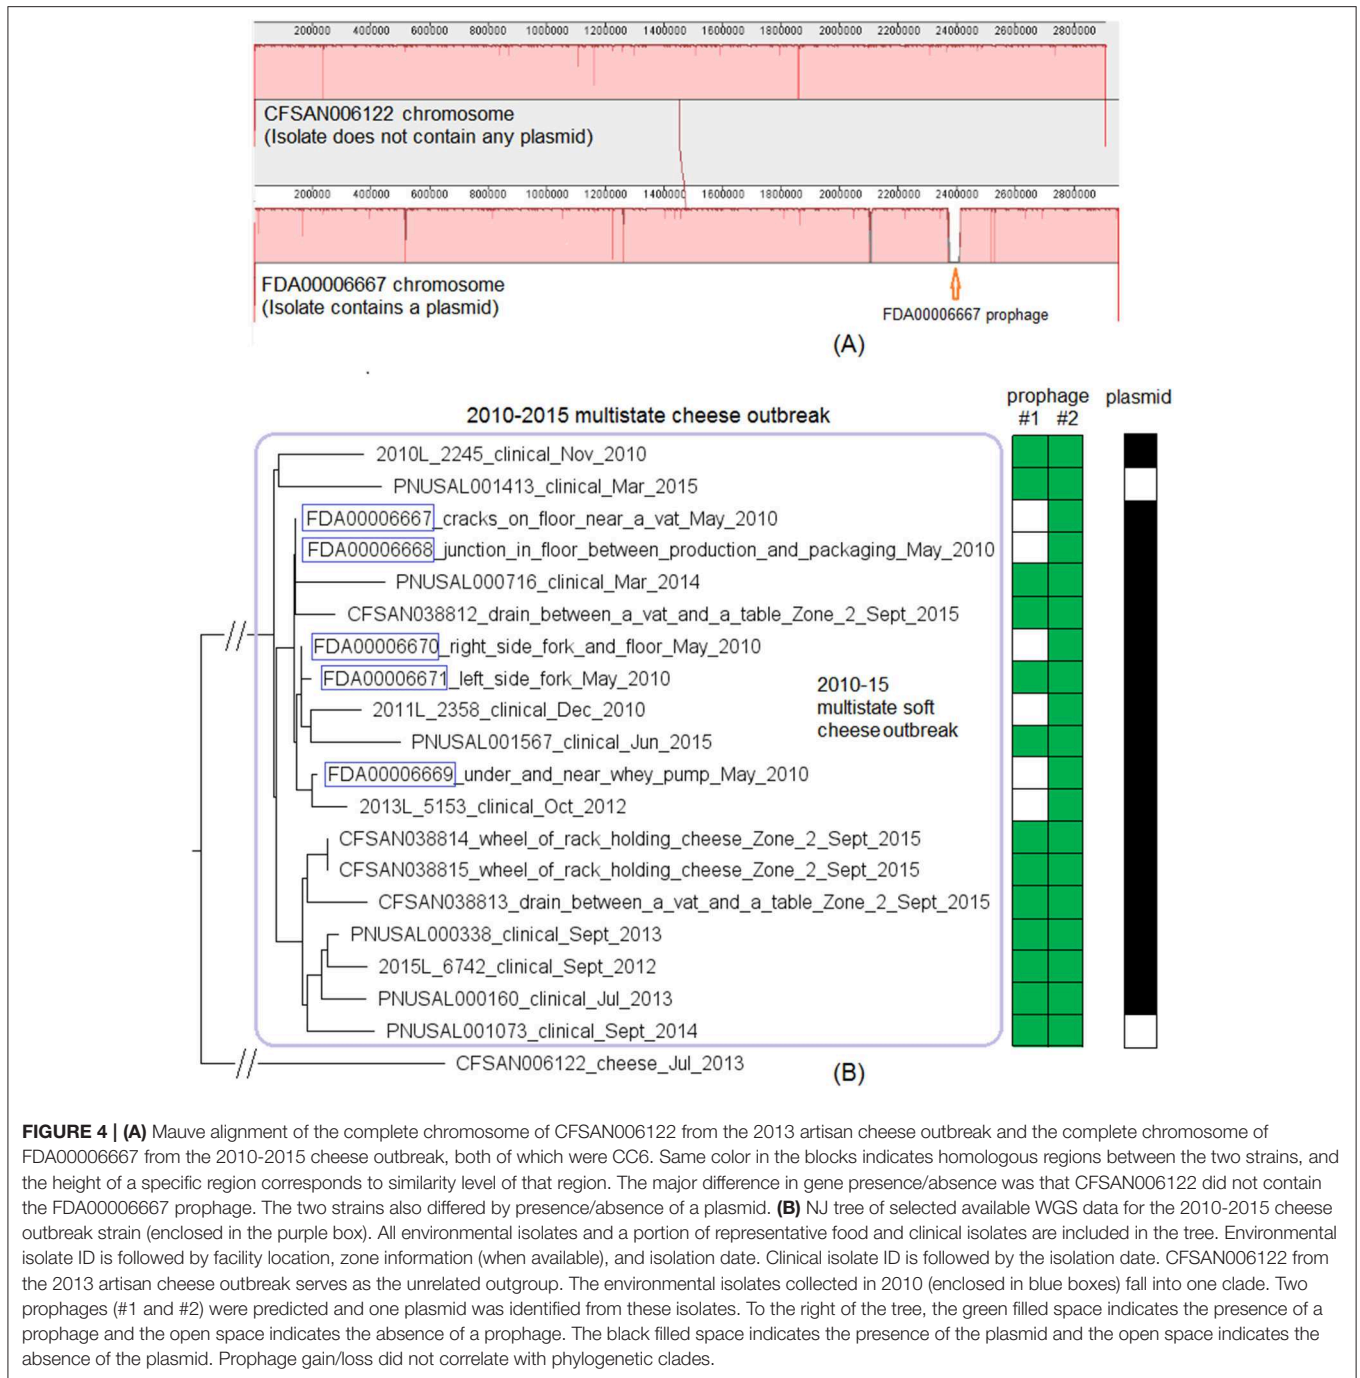 200000 400000 600000 800000 1000000 1200000 1400000 1600000 1800000 2000000 2200000 2400000 2600000 2800000
CFSAN006122 chromosome
(Isolate does not contain any plasmid)
200000 400000 600000 800000 1000000 1200000 1400000 1600000 1800000 2000000 2200000 2400000 2600000 2800000
FDA00006667 chromosome
(Isolate contains a plasmid)
FDA00006667 prophage
(A)
2010-2015 multistate cheese outbreak
prophage plasmid
#1 #2
2010L_2245_clinical_Nov_2010
PNUSAL001413_clinical_Mar_2015
FDA00006667_cracks_on_floor_near_a_vat_May_2010
FDA00006668_junction_in_floor_between_production_and_packaging_May_2010
PNUSAL000716_clinical_Mar_2014
CFSAN038812_drain_between_a_vat_and_a_table_Zone_2_Sept_2015
FDA00006670_right_side_fork_and_floor_May_2010
FDA00006671_left_side_fork_May_2010
2010-15
multistate soft
cheese outbreak
2011L_2358_clinical_Dec_2010
PNUSAL001567_clinical_Jun_2015
FDA00006669_under_and_near_whey_pump_May_2010
2013L_5153_clinical_Oct_2012
CFSAN038814_wheel_of_rack_holding_cheese_Zone_2_Sept_2015
CFSAN038815_wheel_of_rack_holding_cheese_Zone_2_Sept_2015
CFSAN038813_drain_between_a_vat_and_a_table_Zone_2_Sept_2015
PNUSAL000338_clinical_Sept_2013
2015L_6742_clinical_Sept_2012
PNUSAL000160_clinical_Jul_2013
PNUSAL001073_clinical_Sept_2014
CFSAN006122_cheese_Jul_2013
(B)
FIGURE 4 | (A) Mauve alignment of the complete chromosome of CFSAN006122 from the 2013 artisan cheese outbreak and the complete chromosome of
FDA00006667 from the 2010-2015 cheese outbreak, both of which were CC6. Same color in the blocks indicates homologous regions between the two strains, and
the height of a specific region corresponds to similarity level of that region. The major difference in gene presence/absence was that CFSAN006122 did not contain
the FDA00006667 prophage. The two strains also differed by presence/absence of a plasmid. (B) NJ tree of selected available WGS data for the 2010-2015 cheese
outbreak strain (enclosed in the purple box). All environmental isolates and a portion of representative food and clinical isolates are included in the tree. Environmental
isolate ID is followed by facility location, zone information (when available), and isolation date. Clinical isolate ID is followed by the isolation date. CFSAN006122 from
the 2013 artisan cheese outbreak serves as the unrelated outgroup. The environmental isolates collected in 2010 (enclosed in blue boxes) fall into one clade. Two
prophages (#1 and #2) were predicted and one plasmid was identified from these isolates. To the right of the tree, the green filled space indicates the presence of a
prophage and the open space indicates the absence of a prophage. The black filled space indicates the presence of the plasmid and the open space indicates the
absence of the plasmid. Prophage gain/loss did not correlate with phylogenetic clades.